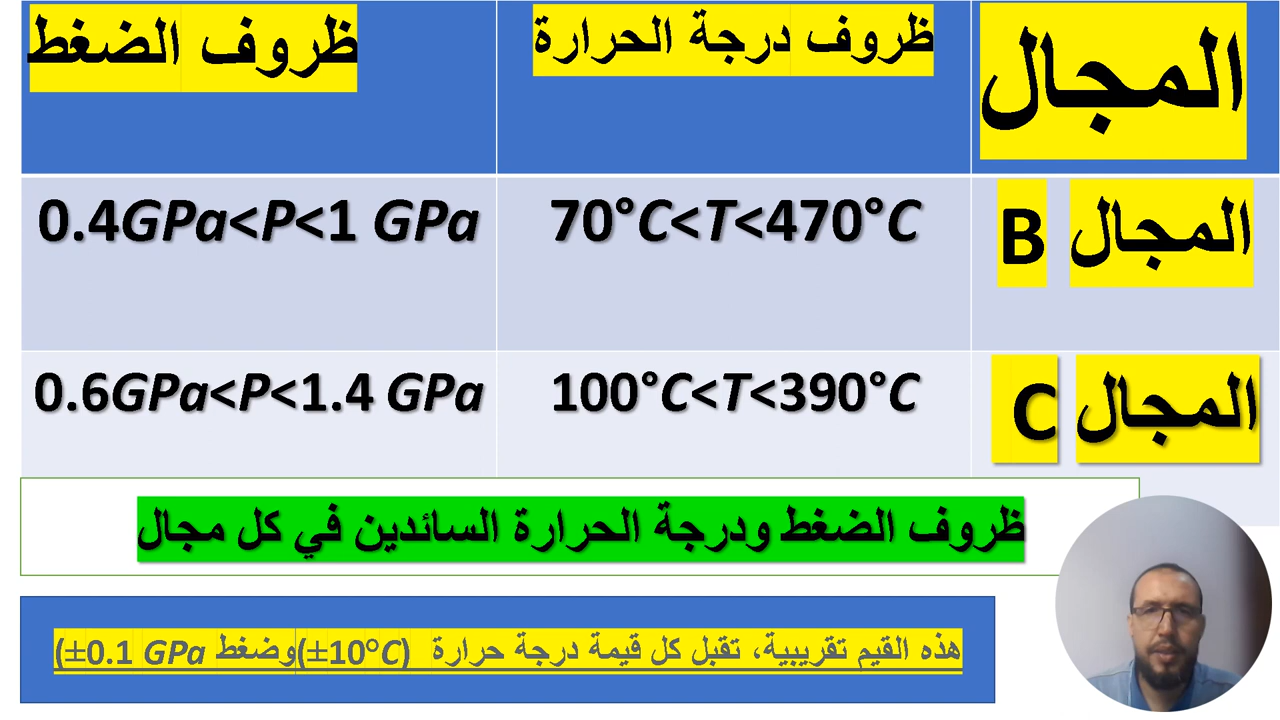 المجال ظروف درجة الحرارة ظروف الضغط
المجال B 70°C<T<470°C 0.4GPa<P<1 GPa
المجال C 100°C<T<390°C 0.6GPa<P<1.4 GPa
ظروف الضغط ودرجة الحرارة السائدين في كل مجال
هذه القيم تقريبية، تقبل كل قيمة درجة حرارة (±10°C)وضغط ±0.1 GPa)